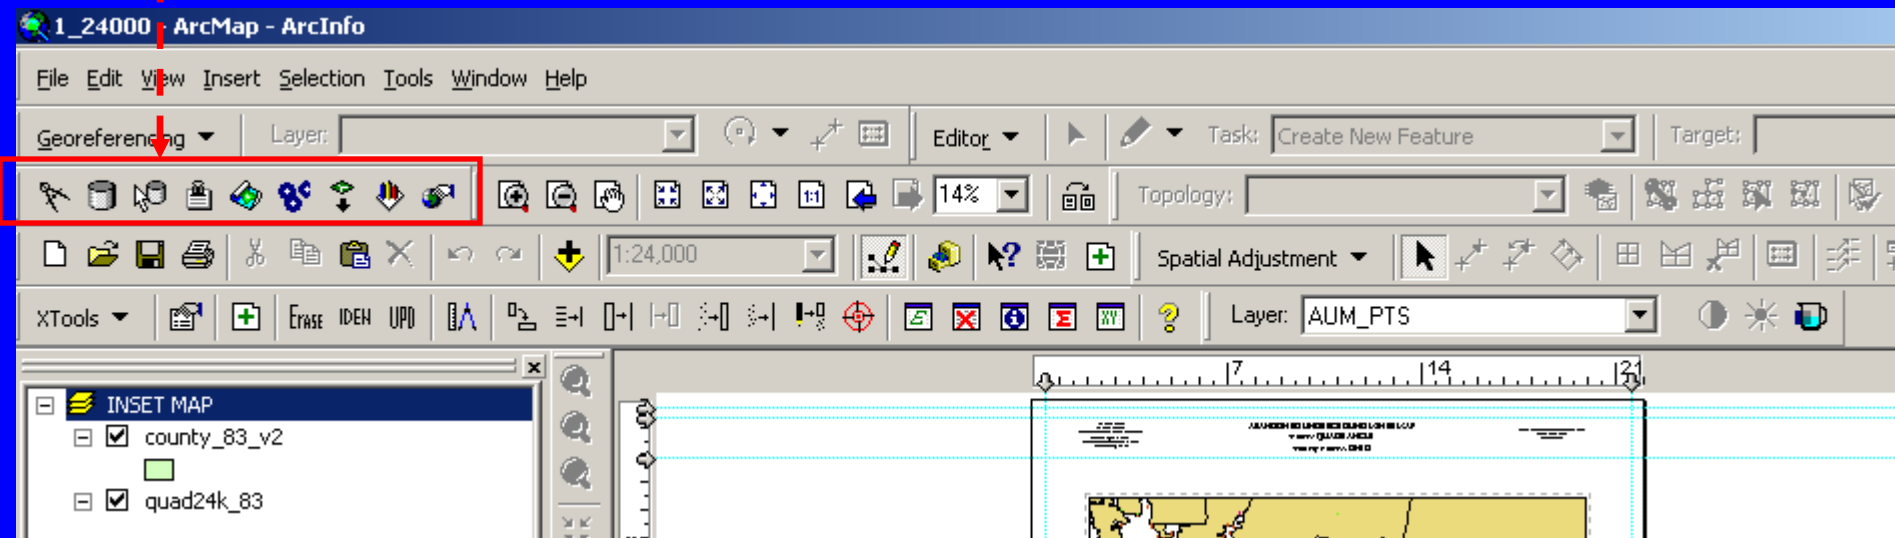 1_24000 - ArcMap - ArcInfo
File Edit View Insert Selection Tools Window Help
Georeferencing Layer: Editor Task: Create New Feature Target:
14% Topology:
1:24,000 Spatial Adjustment
XTools ERASE IDEN UPD XY Layer: AUM_PTS
7 14 21
INSET MAP
county_83_v2
quad24k_83